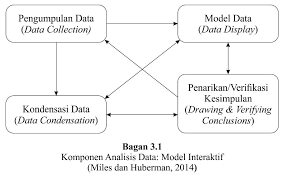 Pengumpulan Data
(Data Collection)
Model Data
(Data Display)
Kondensasi Data
(Data Condensation)
Penarikan/Verifikasi
Kesimpulan
(Drawing & Verifying
Conclusions)
Bagan 3.1
Komponen Analisis Data: Model Interaktif
(Miles dan Huberman, 2014)